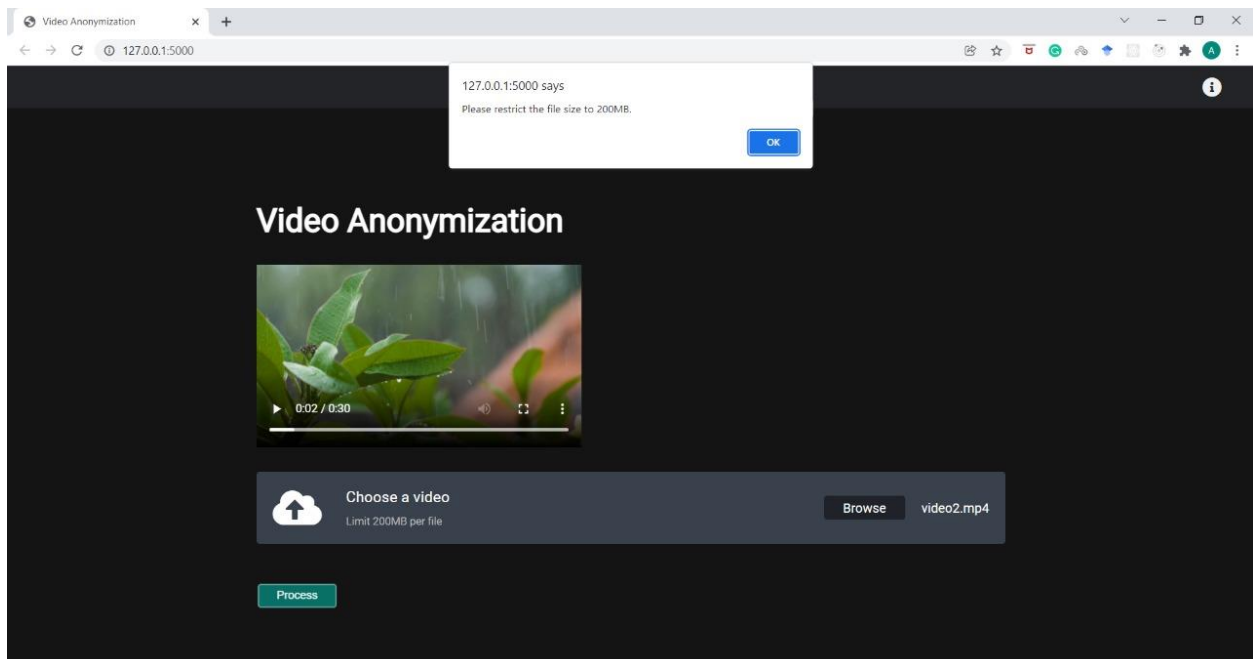 Video Anonymization
127.0.0.1:5000
A
127.0.0.1:5000 says
Please restrict the file size to 200MB.
OK
Video Anonymization
0:02 / 0:30
Choose a video
Limit 200MB per file
Browse video2.mp4
Process